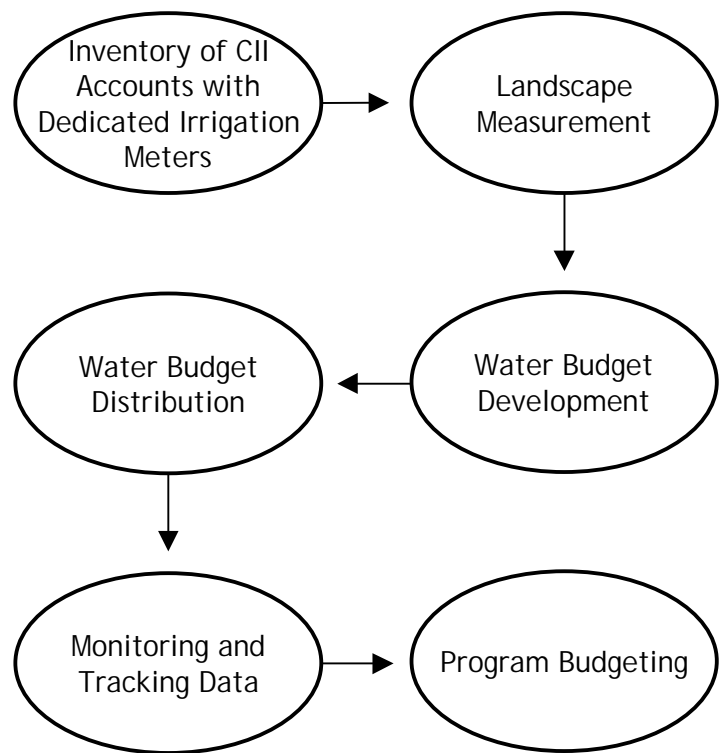 Inventory of CII
Accounts with
Dedicated Irrigation
Meters
Landscape
Measurement
Water Budget
Development
Water Budget
Distribution
Monitoring and
Tracking Data
Program Budgeting